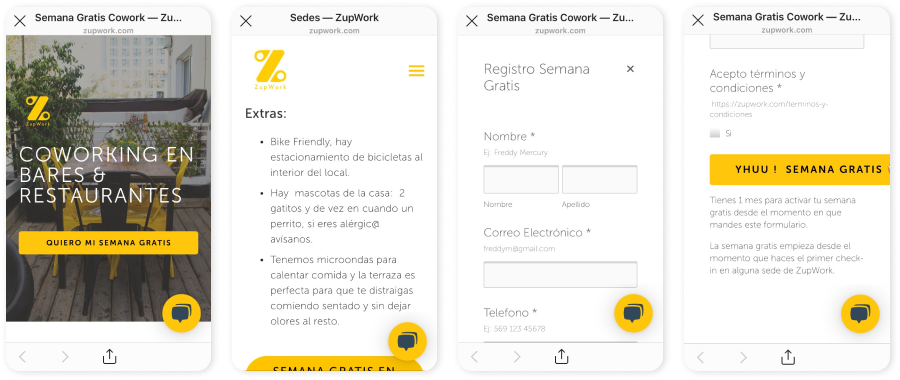 Semana Gratis Cowork — Zu...
zupwork.com
ZupWork
COWORKING EN
BARES &
RESTAURANTES
QUIERO MI SEMANA GRATIS
Sedes — ZupWork
zupwork.com
ZupWork
Extras:
• Bike Friendly, hay
estacionamiento de bicicletas al
interior del local.
• Hay mascotas de la casa: 2
gatitos y de vez en cuando un
perrito, si eres alérgic@
avísanos.
• Tenemos microondas para
calentar comida y la terraza es
perfecta para que te distraigas
comiendo sentado y sin dejar
olores al resto.
SEMANA GRATIS EN
Semana Gratis Cowork — Zu...
zupwork.com
Registro Semana
Gratis
Nombre *
Ej: Freddy Mercury
Nombre Apellido
Correo Electrónico *
freddym@gmail.com
Telefono *
Ej: 569 123 45678
Semana Gratis Cowork — Zu...
zupwork.com
Acepto términos y
condiciones *
https://zupwork.com/terminos-y-
condiciones
Si
YHUU ! SEMANA GRATIS
Tienes 1 mes para activar tu semana
gratis desde el momento en que
mandes este formulario.
La semana gratis empieza desde el
momento que haces el primer check-
in en alguna sede de ZupWork.